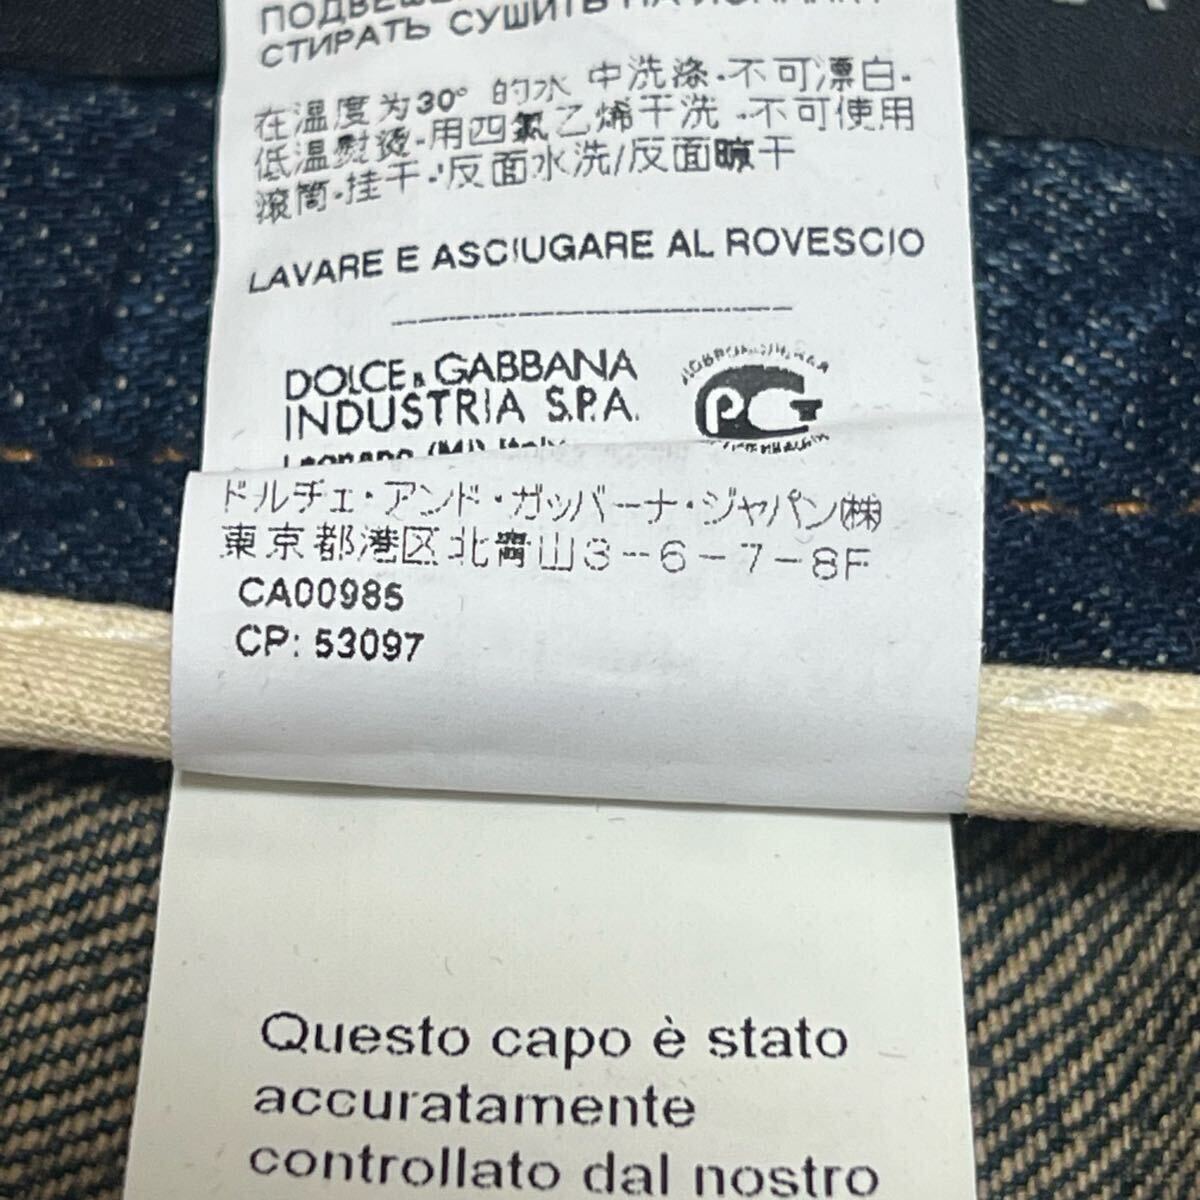 СТИРАТЬ СУШИТЬ НА
在温度为30° 的水 中洗涤-不可漂白-
低温熨烫-用四氯乙烯干洗 -不可使用
滚筒-挂干-反面水洗/反面晾干
LAVARE E ASCIUGARE AL ROVESCIO
DOLCE & GABBANA
INDUSTRIA S.P.A.
PCT
ドルチェ・アンド・ガッバーナ・ジャパン㈱
東京都港区北青山3-6-7-8F
CA00985
CP: 53097
Questo capo è stato
accuratamente
controllato dal nostro